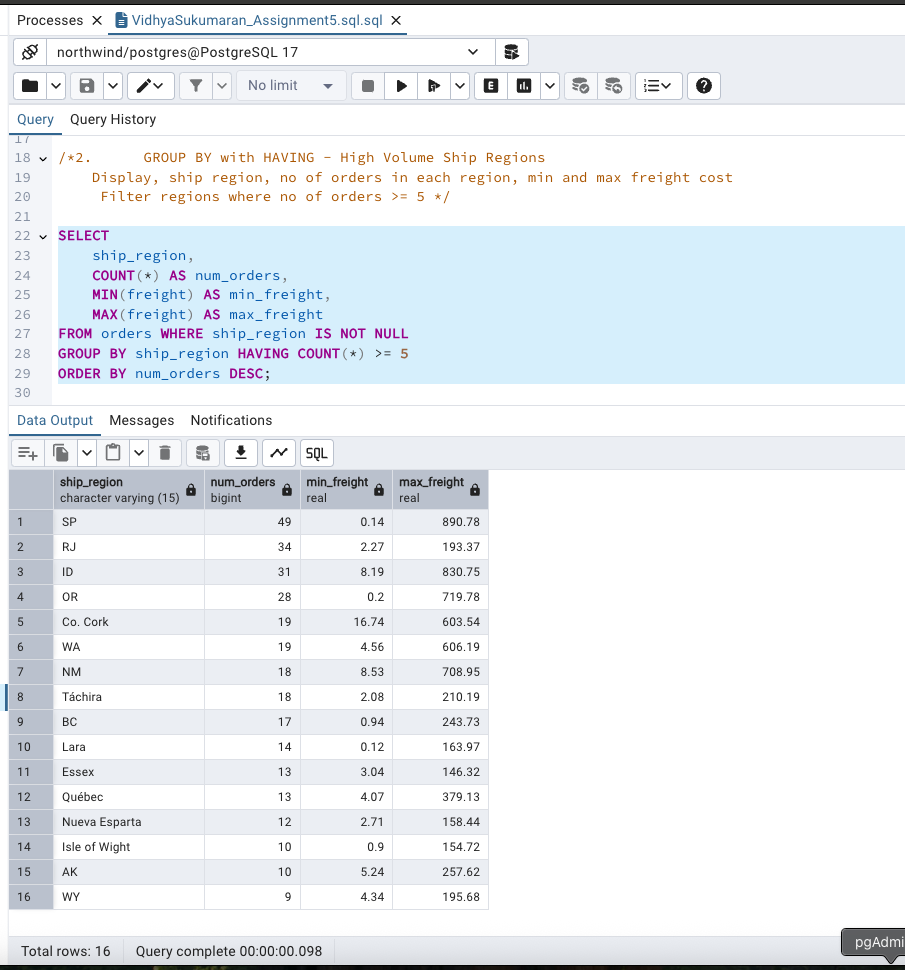 Processes
VidhyaSukumaran_Assignment5.sql.sql
northwind/postgres@PostgreSQL 17
No limit
Query Query History
17
18 /*2. GROUP BY with HAVING - High Volume Ship Regions
19 Display, ship region, no of orders in each region, min and max freight cost
20 Filter regions where no of orders >= 5 */
21
22 SELECT
23 ship_region,
24 COUNT(*) AS num_orders,
25 MIN(freight) AS min_freight,
26 MAX(freight) AS max_freight
27 FROM orders WHERE ship_region IS NOT NULL
28 GROUP BY ship_region HAVING COUNT(*) >= 5
29 ORDER BY num_orders DESC;
30
Data Output Messages Notifications
SQL
ship_region num_orders min_freight max_freight
character varying (15) bigint real real
1 SP 49 0.14 890.78
2 RJ 34 2.27 193.37
3 ID 31 8.19 830.75
4 OR 28 0.2 719.78
5 Co. Cork 19 16.74 603.54
6 WA 19 4.56 606.19
7 NM 18 8.53 708.95
8 Táchira 18 2.08 210.19
9 BC 17 0.94 243.73
10 Lara 14 0.12 163.97
11 Essex 13 3.04 146.32
12 Québec 13 4.07 379.13
13 Nueva Esparta 12 2.71 158.44
14 Isle of Wight 10 0.9 154.72
15 AK 10 5.24 257.62
16 WY 9 4.34 195.68
Total rows: 16 Query complete 00:00:00.098
pgAdmi